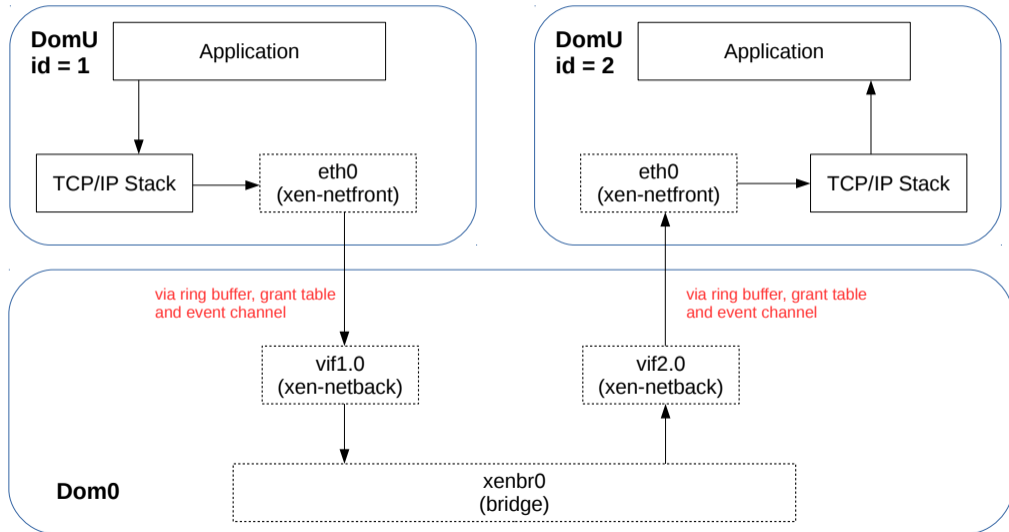 DomU
id = 1
Application
TCP/IP Stack
eth0
(xen-netfront)
DomU
id = 2
Application
eth0
(xen-netfront)
TCP/IP Stack
via ring buffer, grant table
and event channel
via ring buffer, grant table
and event channel
vif1.0
(xen-netback)
vif2.0
(xen-netback)
Dom0
xenbr0
(bridge)